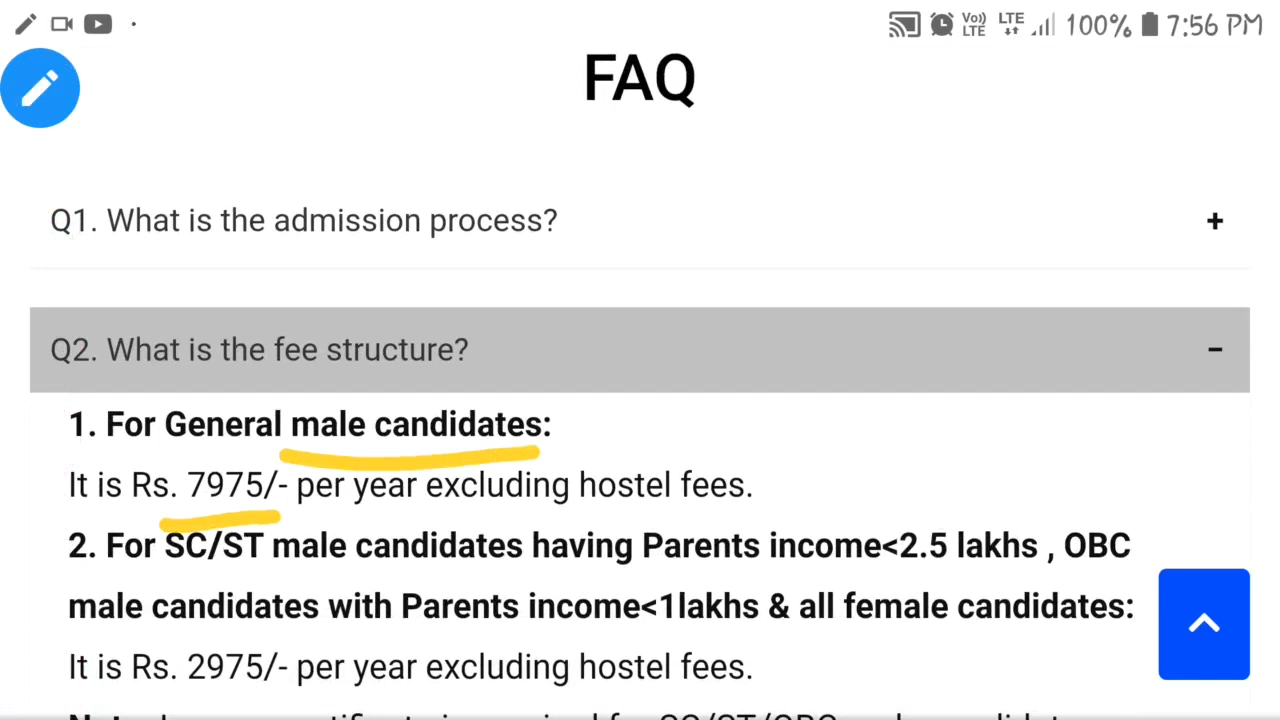 Vo)) LTE LTE 100% 7:56 PM
FAQ
Q1. What is the admission process? +
Q2. What is the fee structure? −
1. For General male candidates:
It is Rs. 7975/- per year excluding hostel fees.
2. For SC/ST male candidates having Parents income<2.5 lakhs , OBC
male candidates with Parents income<1lakhs & all female candidates:
It is Rs. 2975/- per year excluding hostel fees.